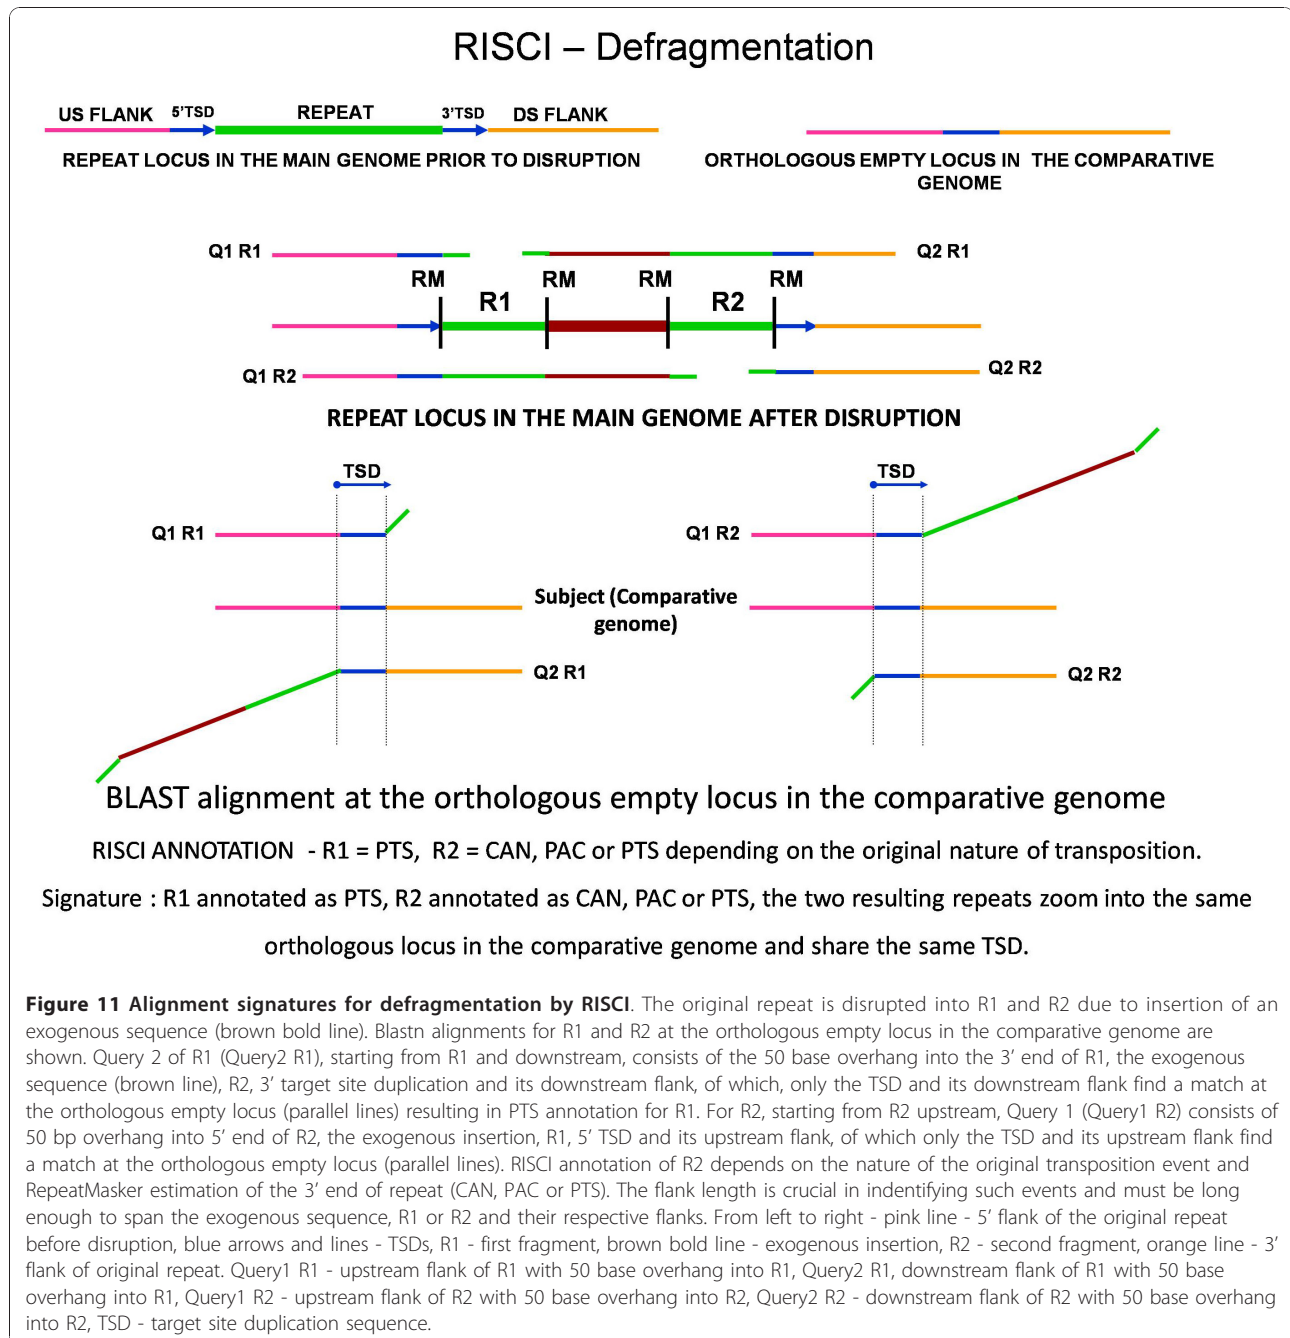 RISCI – Defragmentation
US FLANK 5'TSD REPEAT 3'TSD DS FLANK
REPEAT LOCUS IN THE MAIN GENOME PRIOR TO DISRUPTION
ORTHOLOGOUS EMPTY LOCUS IN THE COMPARATIVE
GENOME
Q1 R1 Q2 R1
RM RM RM RM
R1 R2
Q1 R2 Q2 R2
REPEAT LOCUS IN THE MAIN GENOME AFTER DISRUPTION
TSD TSD
Q1 R1 Q1 R2
Subject (Comparative
genome)
Q2 R1 Q2 R2
BLAST alignment at the orthologous empty locus in the comparative genome
RISCI ANNOTATION - R1 = PTS, R2 = CAN, PAC or PTS depending on the original nature of transposition.
Signature : R1 annotated as PTS, R2 annotated as CAN, PAC or PTS, the two resulting repeats zoom into the same
orthologous locus in the comparative genome and share the same TSD.
Figure 11 Alignment signatures for defragmentation by RISCI. The original repeat is disrupted into R1 and R2 due to insertion of an
exogenous sequence (brown bold line). Blastn alignments for R1 and R2 at the orthologous empty locus in the comparative genome are
shown. Query 2 of R1 (Query2 R1), starting from R1 and downstream, consists of the 50 base overhang into the 3' end of R1, the exogenous
sequence (brown line), R2, 3' target site duplication and its downstream flank, of which, only the TSD and its downstream flank find a match at
the orthologous empty locus (parallel lines) resulting in PTS annotation for R1. For R2, starting from R2 upstream, Query 1 (Query1 R2) consists of
50 bp overhang into 5' end of R2, the exogenous insertion, R1, 5' TSD and its upstream flank, of which only the TSD and its upstream flank find
a match at the orthologous empty locus (parallel lines). RISCI annotation of R2 depends on the nature of the original transposition event and
RepeatMasker estimation of the 3' end of repeat (CAN, PAC or PTS). The flank length is crucial in indentifying such events and must be long
enough to span the exogenous sequence, R1 or R2 and their respective flanks. From left to right - pink line - 5' flank of the original repeat
before disruption, blue arrows and lines - TSDs, R1 - first fragment, brown bold line - exogenous insertion, R2 - second fragment, orange line - 3'
flank of original repeat. Query1 R1 - upstream flank of R1 with 50 base overhang into R1, Query2 R1, downstream flank of R1 with 50 base
overhang into R1, Query1 R2 - upstream flank of R2 with 50 base overhang into R2, Query2 R2 - downstream flank of R2 with 50 base overhang
into R2, TSD - target site duplication sequence.